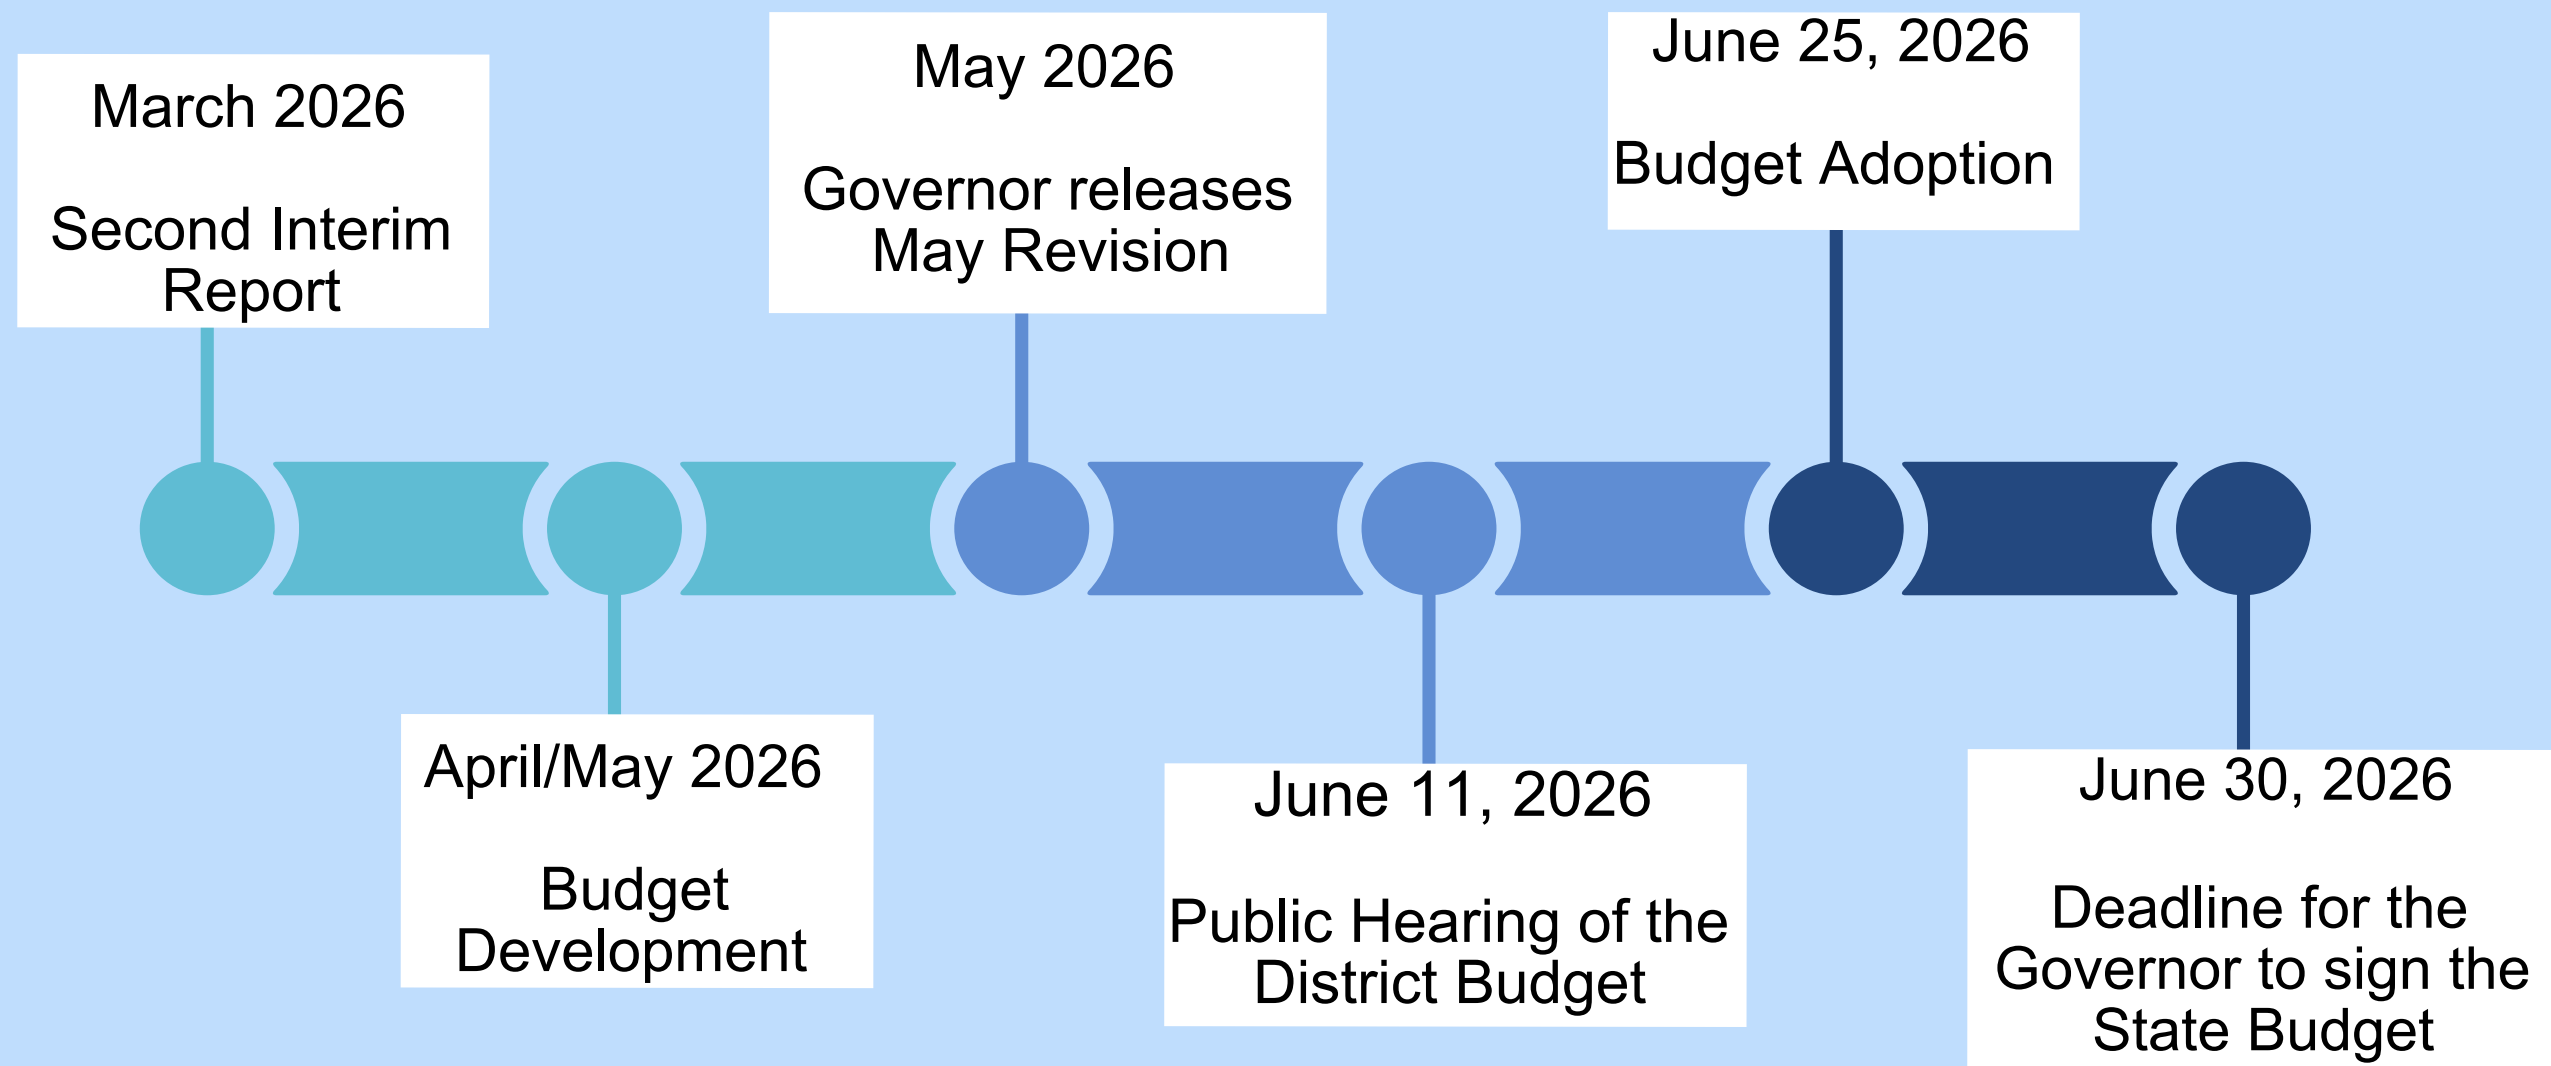 March 2026
Second Interim
Report
April/May 2026
Budget
Development
May 2026
Governor releases
May Revision
June 11, 2026
Public Hearing of the
District Budget
June 25, 2026
Budget Adoption
June 30, 2026
Deadline for the
Governor to sign the
State Budget